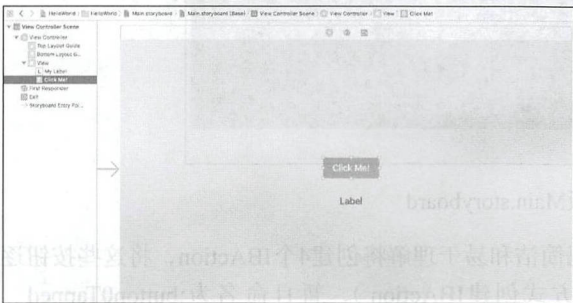 HelloWorld › HelloWorld › Main.storyboard › Main.storyboard (Base) › View Controller Scene › View Controller › View › Click Me!
View Controller Scene
View Controller
Top Layout Guide
Bottom Layout G...
View
L My Label
Click Me!
First Responder
Exit
Storyboard Entry Poi...
Click Me!
Label